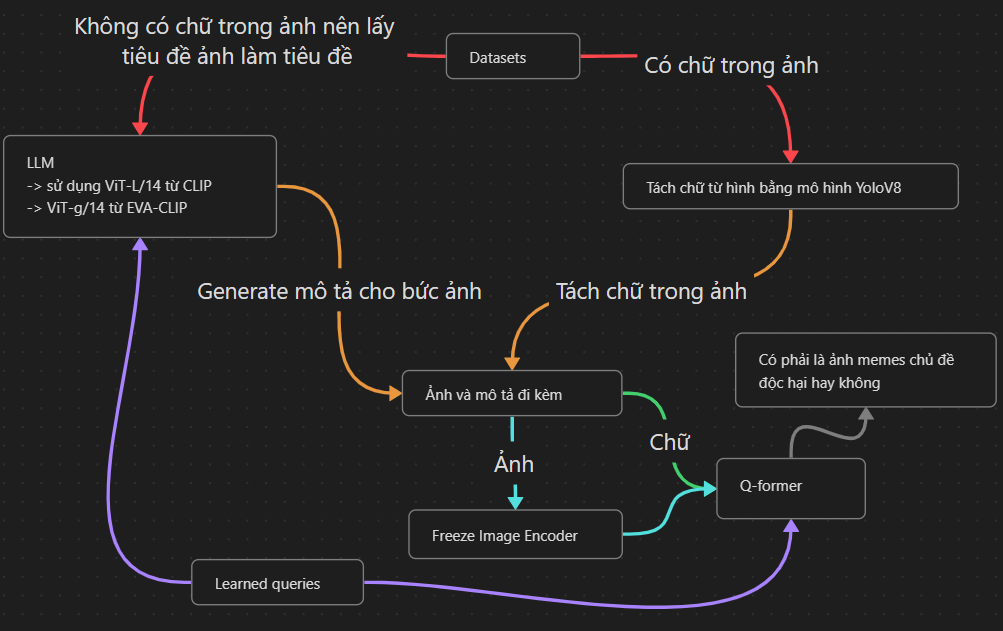 Không có chữ trong ảnh nên lấy
tiêu đề ảnh làm tiêu đề
Datasets
Có chữ trong ảnh
LLM
-> sử dụng ViT-L/14 từ CLIP
-> ViT-g/14 từ EVA-CLIP
Tách chữ từ hình bằng mô hình YoloV8
Generate mô tả cho bức ảnh
Tách chữ trong ảnh
Có phải là ảnh memes chủ đề
độc hại hay không
Ảnh và mô tả đi kèm
Chữ
Ảnh
Q-former
Freeze Image Encoder
Learned queries